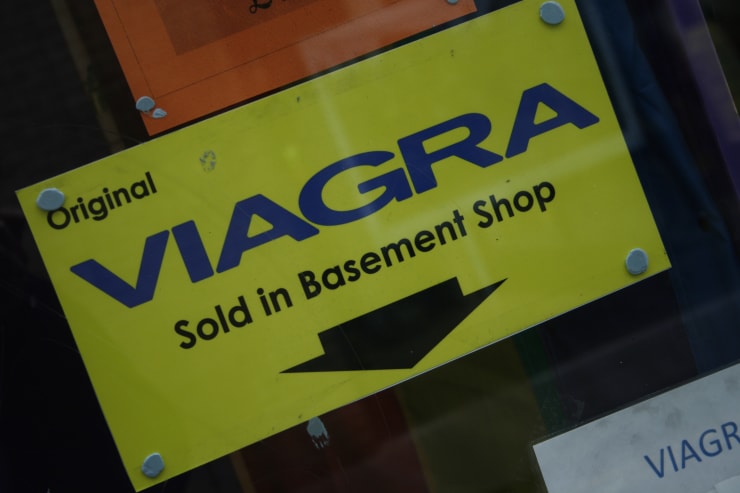 Original
VIAGRA
Sold in Basement Shop
VIAGR